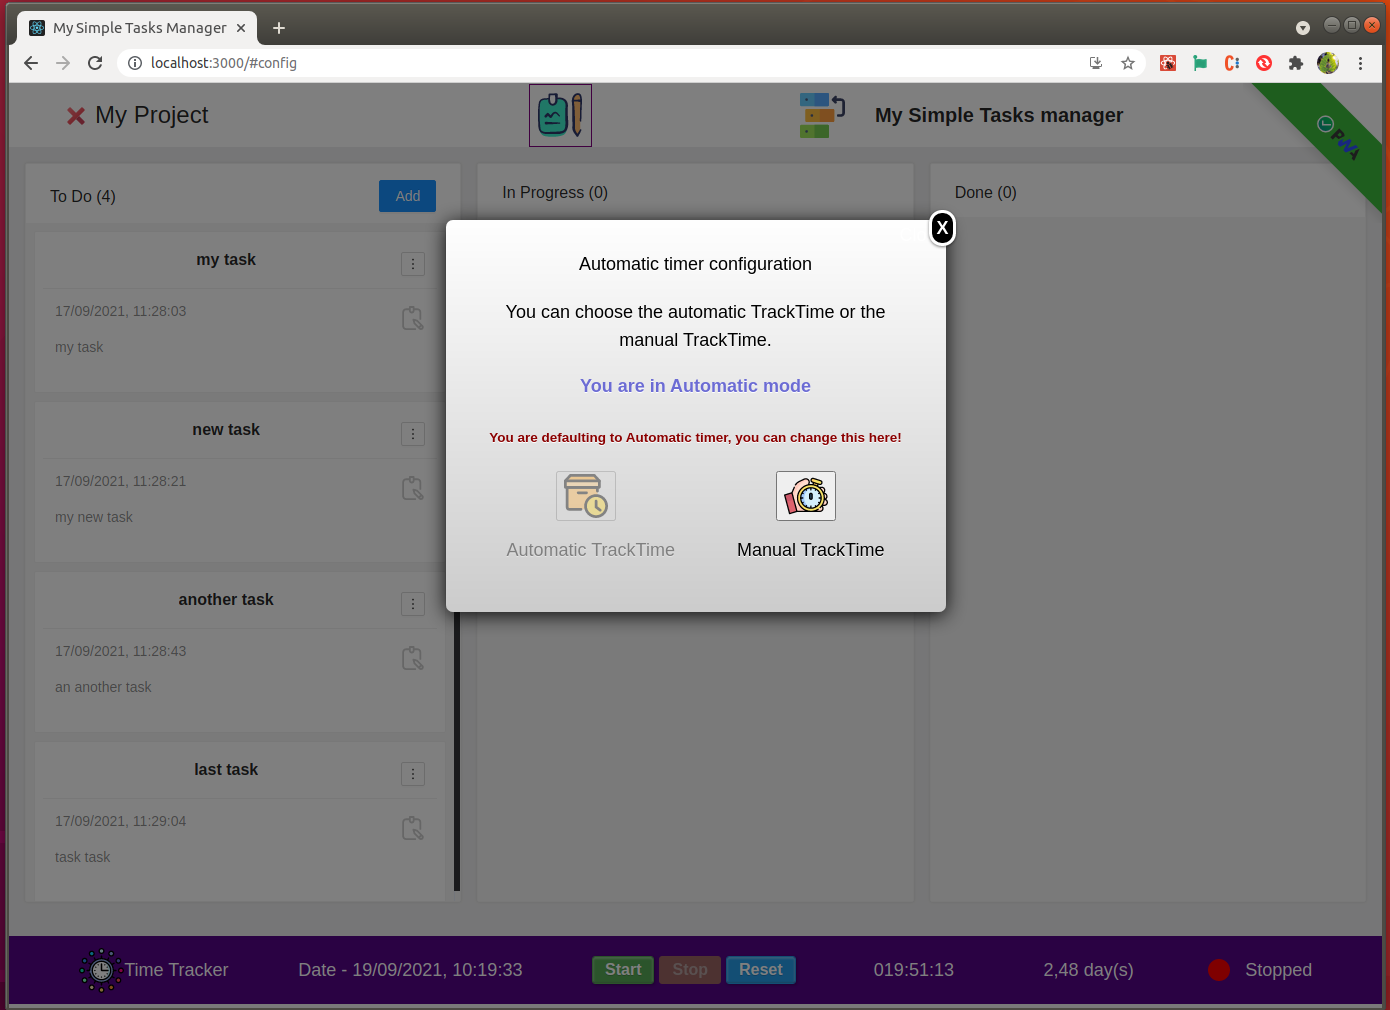 My Simple Tasks Manager
localhost:3000/#config
My Project
My Simple Tasks manager
PWA
To Do (4)
Add
In Progress (0)
Done (0)
my task
17/09/2021, 11:28:03
my task
new task
17/09/2021, 11:28:21
my new task
another task
17/09/2021, 11:28:43
an another task
last task
17/09/2021, 11:29:04
task task
X
Automatic timer configuration
You can choose the automatic TrackTime or the
manual TrackTime.
You are in Automatic mode
You are defaulting to Automatic timer, you can change this here!
Automatic TrackTime
Manual TrackTime
Time Tracker
Date - 19/09/2021, 10:19:33
Start
Stop
Reset
019:51:13
2,48 day(s)
Stopped